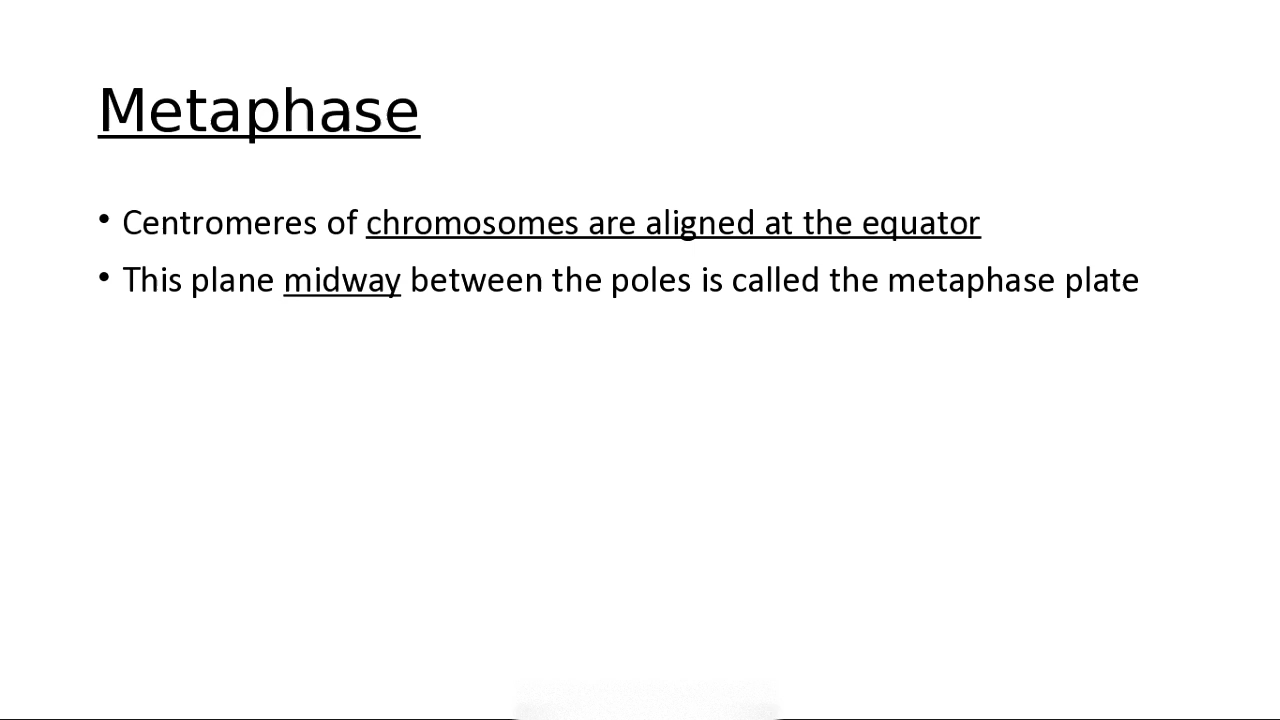 Metaphase
• Centromeres of chromosomes are aligned at the equator
• This plane midway between the poles is called the metaphase plate